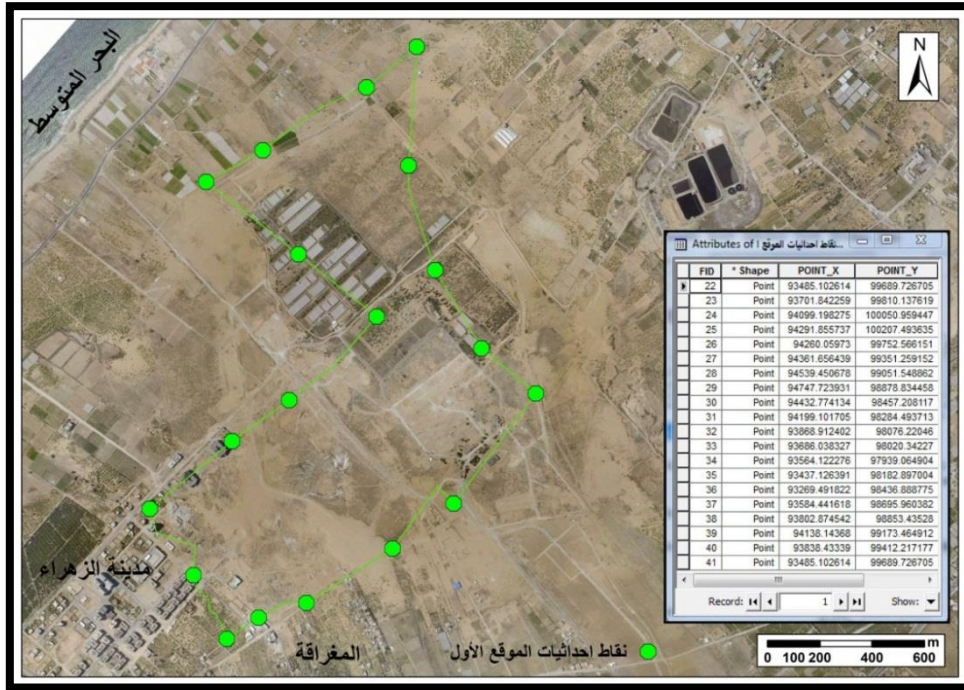 البحر المتوسط
N
Attributes of نقاط احداثيات الموقع ا...
FID * Shape POINT_X POINT_Y
22 Point 93485.102614 99689.726705
23 Point 93701.842259 99810.137619
24 Point 94099.198275 100050.959447
25 Point 94291.855737 100207.493635
26 Point 94260.05973 99752.566151
27 Point 94361.656439 99351.259152
28 Point 94539.450678 99051.548862
29 Point 94747.723931 98878.834458
30 Point 94432.774134 98457.208117
31 Point 94199.101705 98284.493713
32 Point 93868.912402 98076.22046
33 Point 93686.038327 98020.34227
34 Point 93564.122276 97939.064904
35 Point 93437.126391 98182.897004
36 Point 93269.491822 98436.888775
37 Point 93584.441618 98695.960382
38 Point 93802.874542 98853.43528
39 Point 94138.14368 99173.464912
40 Point 93838.43339 99412.217177
41 Point 93485.102614 99689.726705
Record: 1 Show:
مدينة الزهراء
المغراقة
نقاط احداثيات الموقع الأول
m
0 100 200 400 600